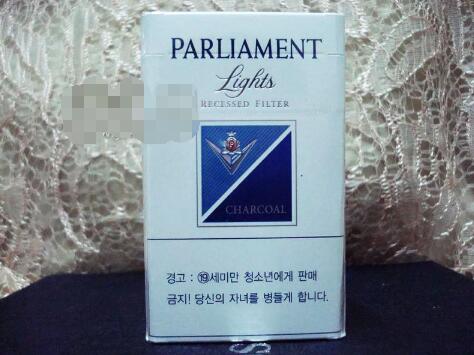 PARLIAMENT
Lights
RECESSED FILTER
CHARCOAL
경고 : ⑲세미만 청소년에게 판매
금지! 당신의 자녀를 병들게 합니다.